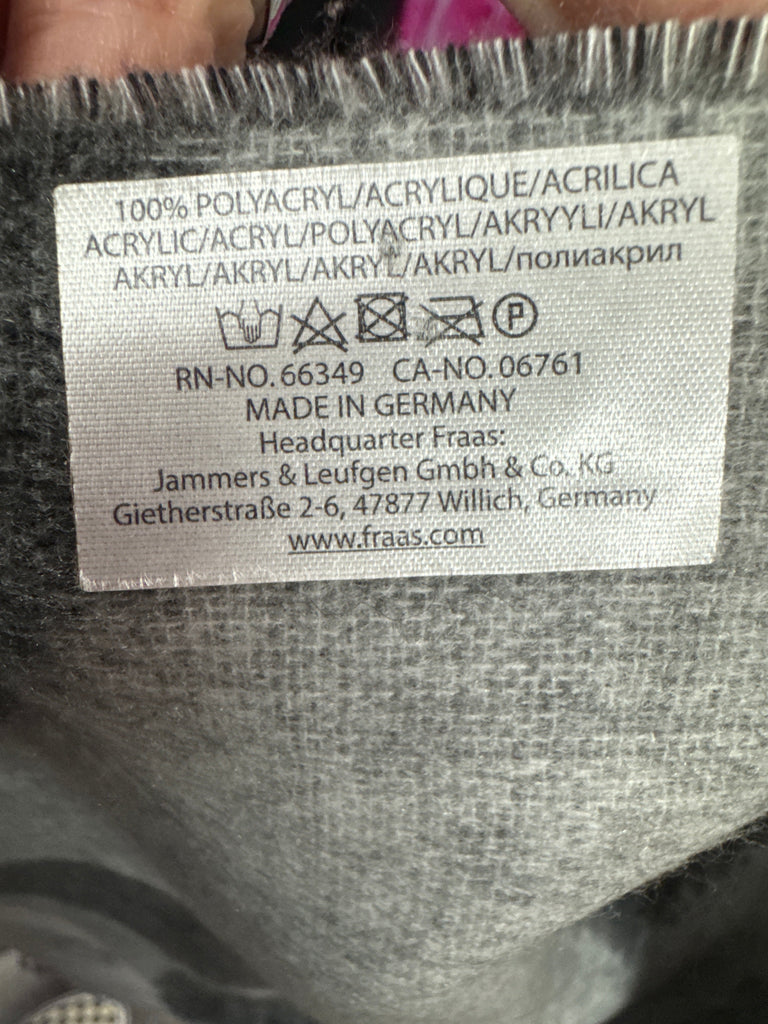 100% POLYACRYL/ACRYLIQUE/ACRILICA
ACRYLIC/ACRYL/POLYACRYL/AKRYYLI/AKRYL
AKRYL/AKRYL/AKRYL/AKRYL/полиакрил
P
RN-NO. 66349 CA-NO. 06761
MADE IN GERMANY
Headquarter Fraas:
Jammers & Leufgen Gmbh & Co. KG
Gietherstraße 2-6, 47877 Willich, Germany
www.fraas.com